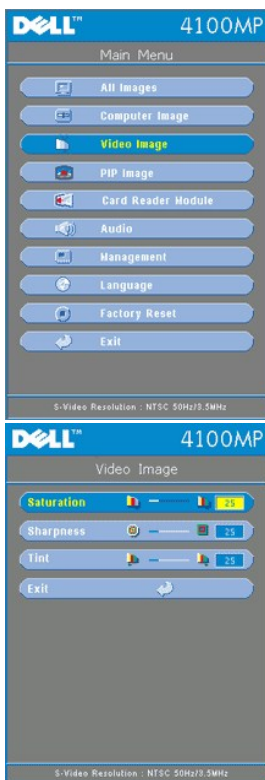 DELL™ 4100MP
Main Menu
All Images
Computer Image
Video Image
PIP Image
Card Reader Module
Audio
Management
Language
Factory Reset
Exit
S-Video Resolution : NTSC 50Hz/3.5MHz
DELL™ 4100MP
Video Image
Saturation 25
Sharpness 25
Tint 25
Exit
S-Video Resolution : NTSC 50Hz/3.5MHz